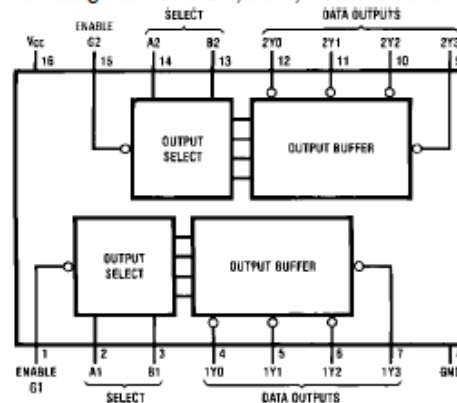 SELECT
DATA OUTPUTS
ENABLE
VCC G2 A2 B2 2Y0 2Y1 2Y2 2Y3
16 15 14 13 12 11 10
OUTPUT SELECT
OUTPUT BUFFER
OUTPUT SELECT
OUTPUT BUFFER
1 2 3 4 5 6 7
ENABLE A1 B1 1Y0 1Y1 1Y2 1Y3 GND
G1
SELECT
DATA OUTPUTS